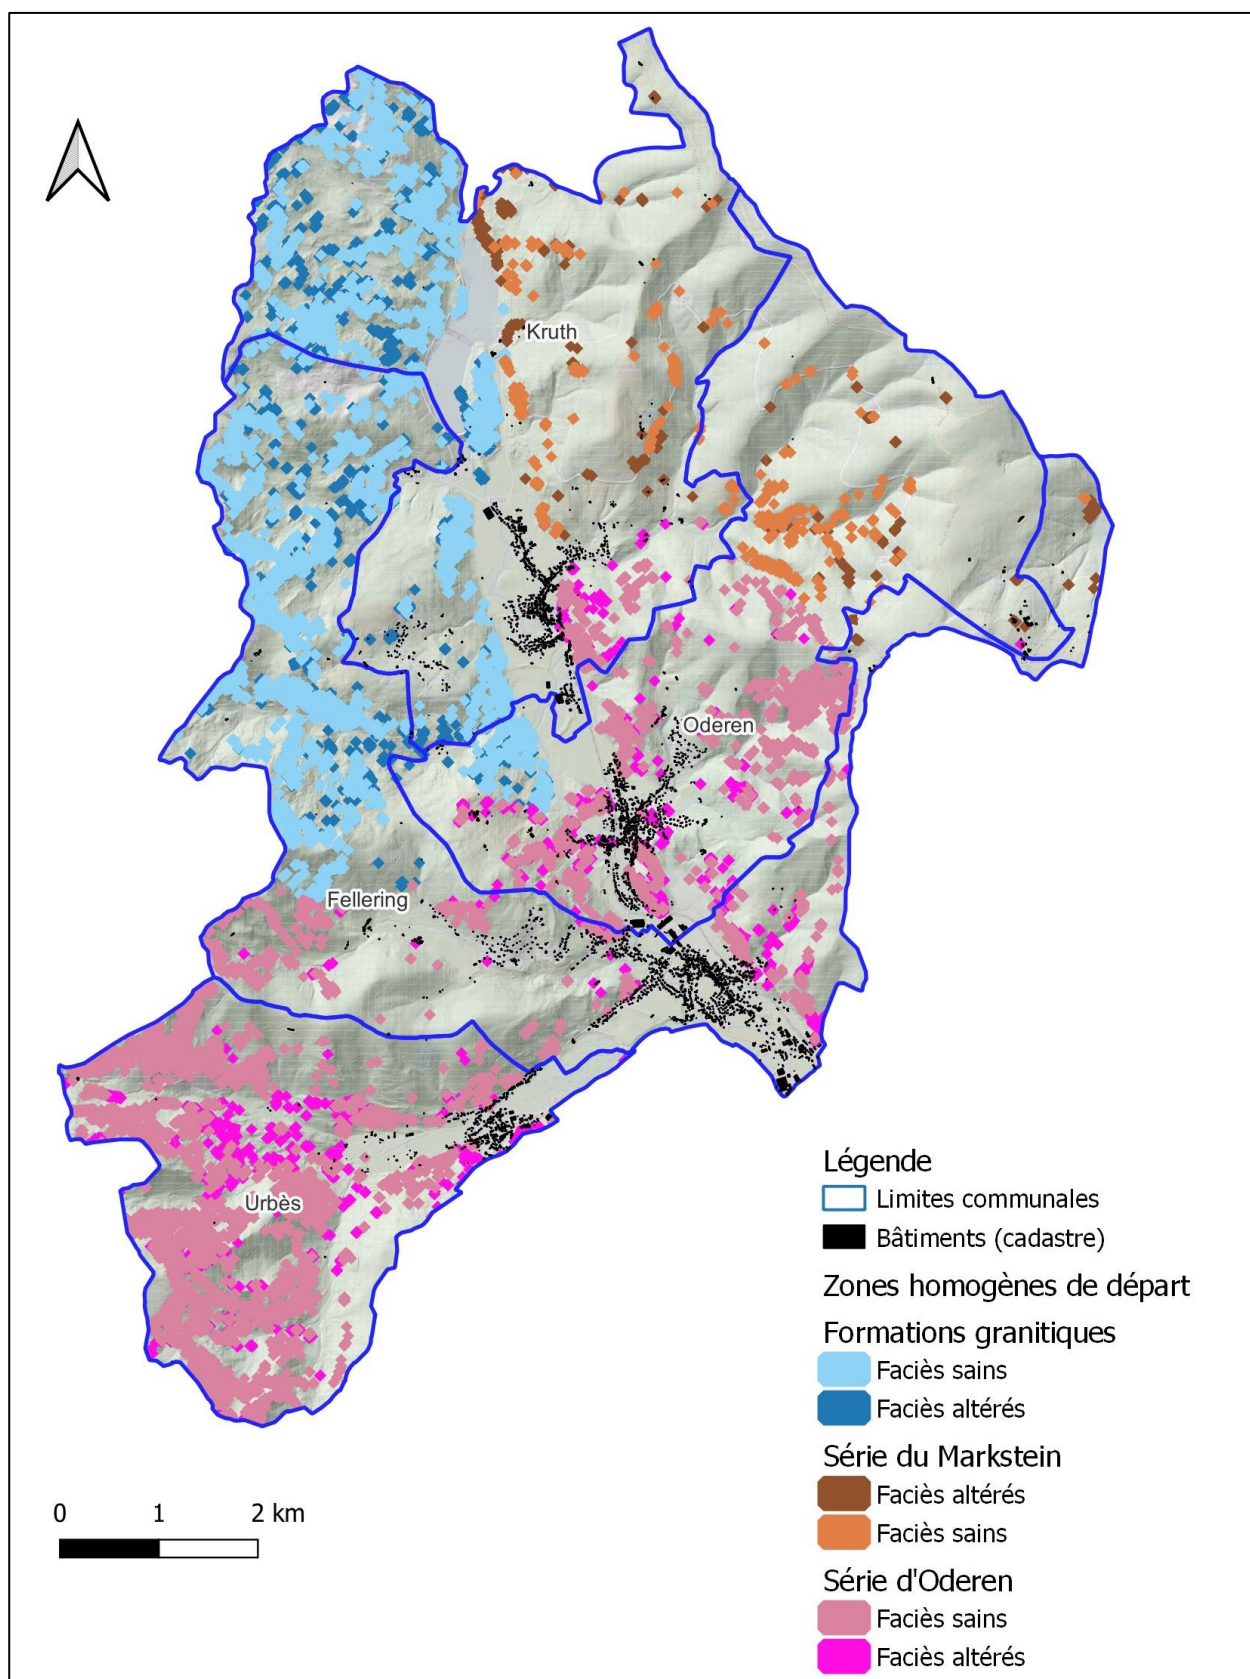 Kruth
Oderen
Fellering
Urbès
Légende
Limites communales
Bâtiments (cadastre)
Zones homogènes de départ
Formations granitiques
Faciès sains
Faciès altérés
Série du Markstein
Faciès altérés
Faciès sains
Série d'Oderen
Faciès sains
Faciès altérés
0 1 2 km